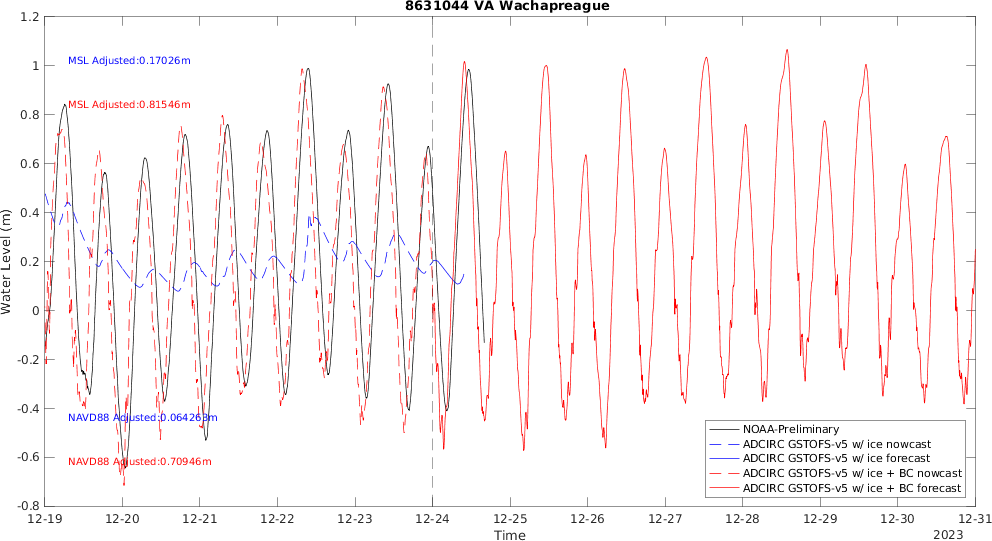 8631044 VA Wachapreague
1.2
1
0.8
0.6
0.4
0.2
0
-0.2
-0.4
-0.6
-0.8
Water Level (m)
MSL Adjusted:0.17026m
MSL Adjusted:0.81546m
NAVD88 Adjusted:0.064263m
NAVD88 Adjusted:0.70946m
NOAA-Preliminary
ADCIRC GSTOFS-v5 w/ ice nowcast
ADCIRC GSTOFS-v5 w/ ice forecast
ADCIRC GSTOFS-v5 w/ ice + BC nowcast
ADCIRC GSTOFS-v5 w/ ice + BC forecast
12-19 12-20 12-21 12-22 12-23 12-24 12-25 12-26 12-27 12-28 12-29 12-30 12-31
Time
2023